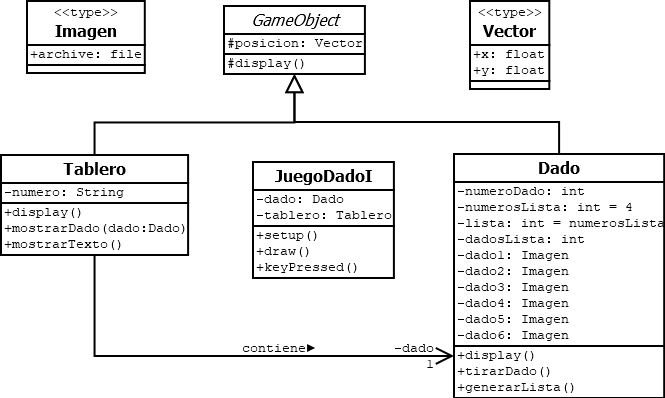 <<type>>
Imagen
+archive: file
GameObject
#posicion: Vector
#display()
<<type>>
Vector
+x: float
+y: float
Tablero
-numero: String
+display()
+mostrarDado(dado:Dado)
+mostrarTexto()
JuegoDadoI
-dado: Dado
-tablero: Tablero
+setup()
+draw()
+keyPressed()
Dado
-numeroDado: int
-numerosLista: int = 4
-lista: int = numerosLista
-dadosLista: int
-dado1: Imagen
-dado2: Imagen
-dado3: Imagen
-dado4: Imagen
-dado5: Imagen
-dado6: Imagen
+display()
+tirarDado()
+generarLista()
contiene
-dado
1